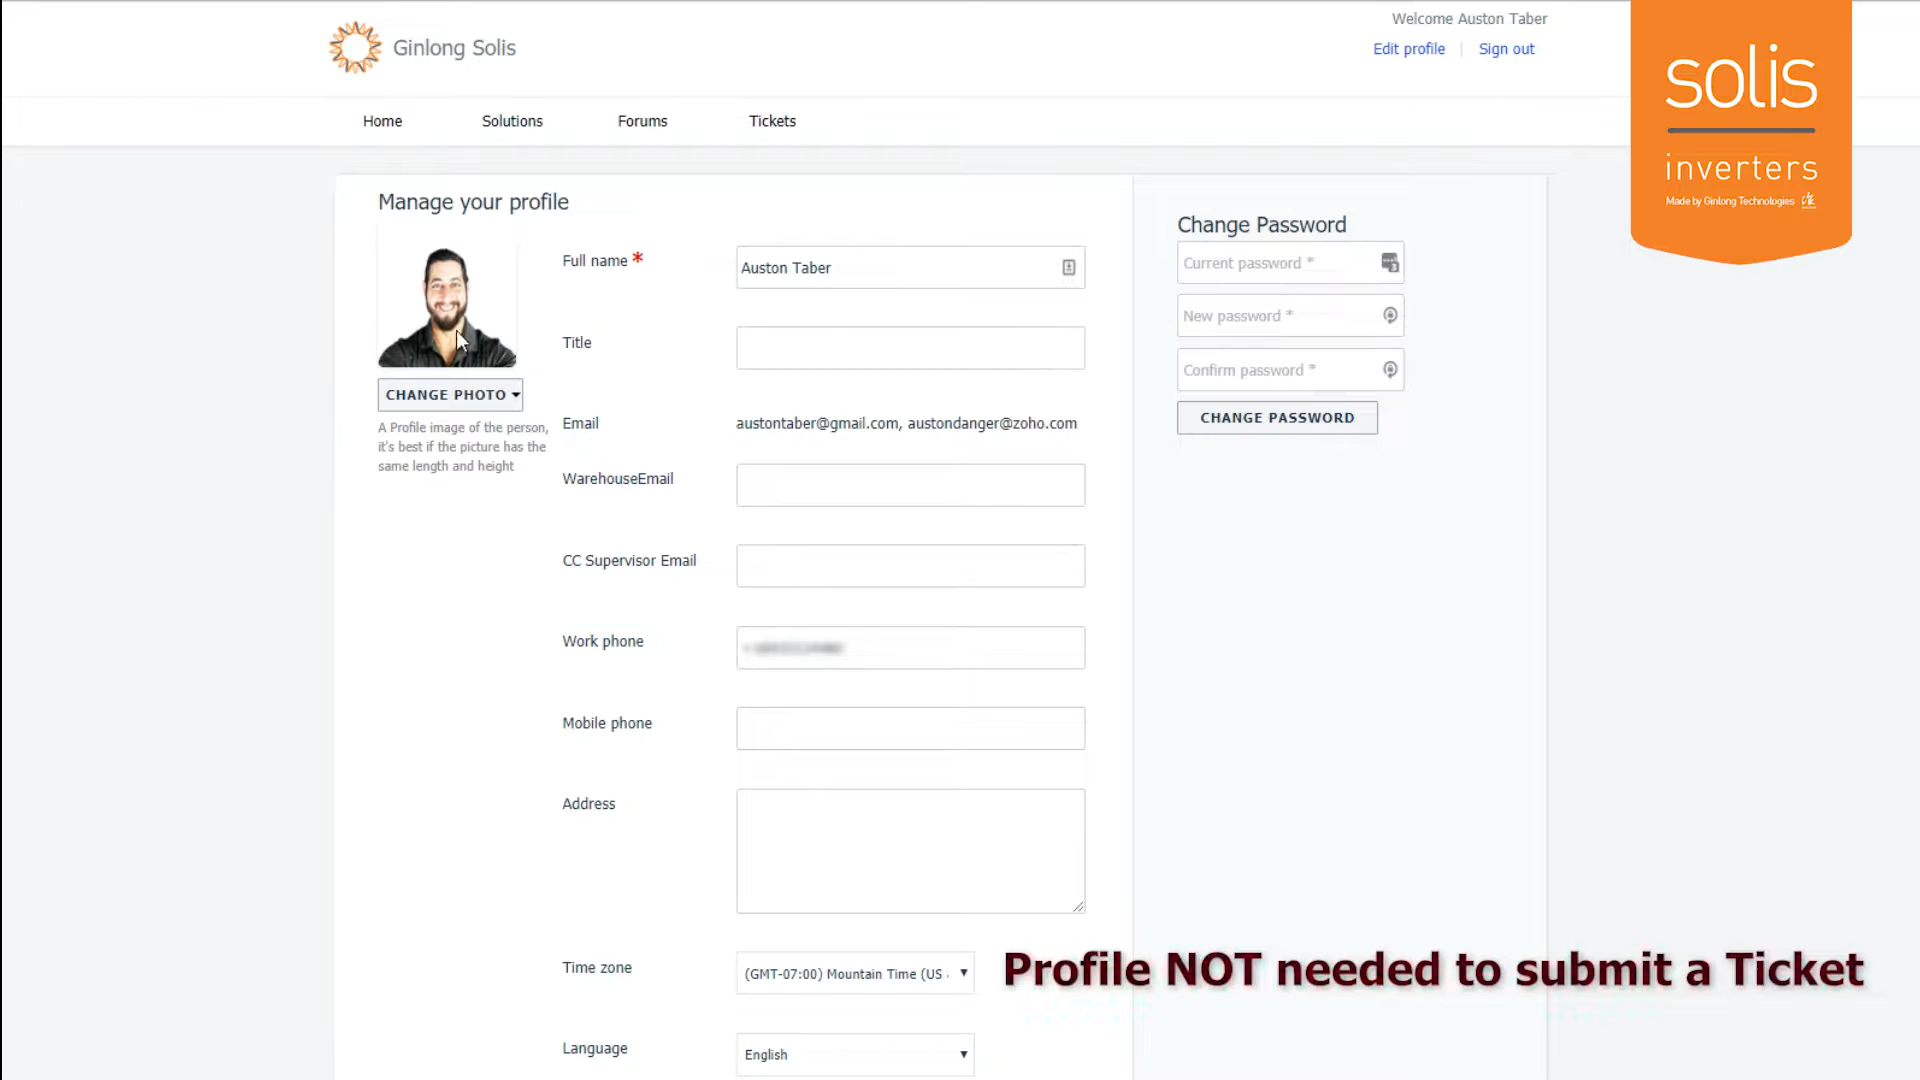 Ginlong Solis
Welcome Auston Taber
Edit profile | Sign out
solis
inverters
Made by Ginlong Technologies
Home Solutions Forums Tickets
Manage your profile
CHANGE PHOTO
A Profile image of the person,
it's best if the picture has the
same length and height
Full name *
Auston Taber
Title
Email
austontaber@gmail.com, austondanger@zoho.com
WarehouseEmail
CC Supervisor Email
Work phone
Mobile phone
Address
Time zone
(GMT-07:00) Mountain Time (US
Language
English
Change Password
Current password *
New password *
Confirm password *
CHANGE PASSWORD
Profile NOT needed to submit a Ticket